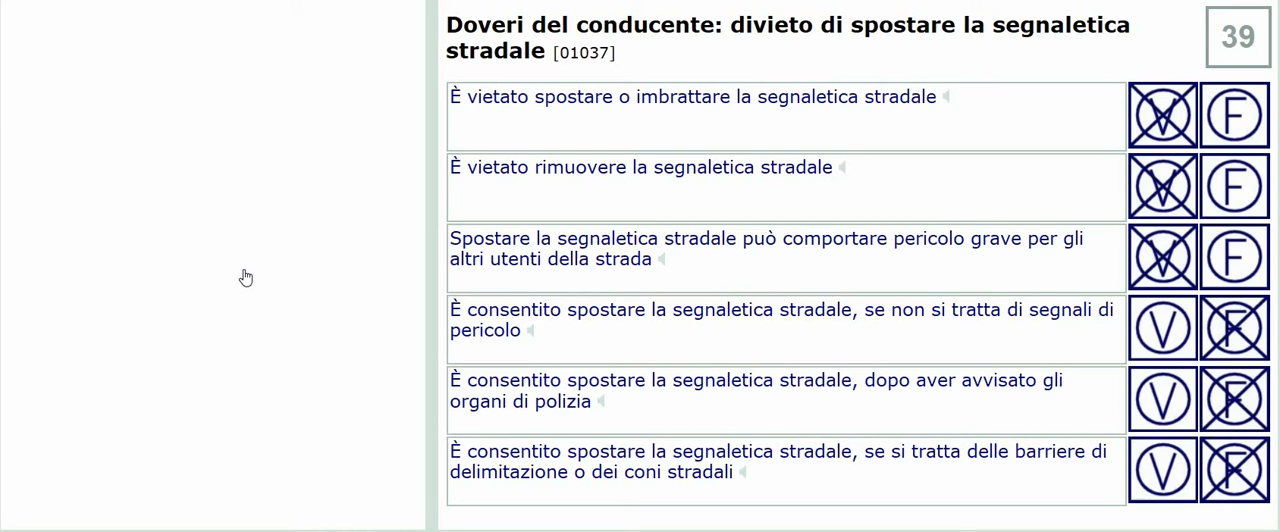 Doveri del conducente: divieto di spostare la segnaletica
stradale [01037]
39
È vietato spostare o imbrattare la segnaletica stradale
V F
È vietato rimuovere la segnaletica stradale
V F
Spostare la segnaletica stradale può comportare pericolo grave per gli
altri utenti della strada
V F
È consentito spostare la segnaletica stradale, se non si tratta di segnali di
pericolo
V F
È consentito spostare la segnaletica stradale, dopo aver avvisato gli
organi di polizia
V F
È consentito spostare la segnaletica stradale, se si tratta delle barriere di
delimitazione o dei coni stradali
V F